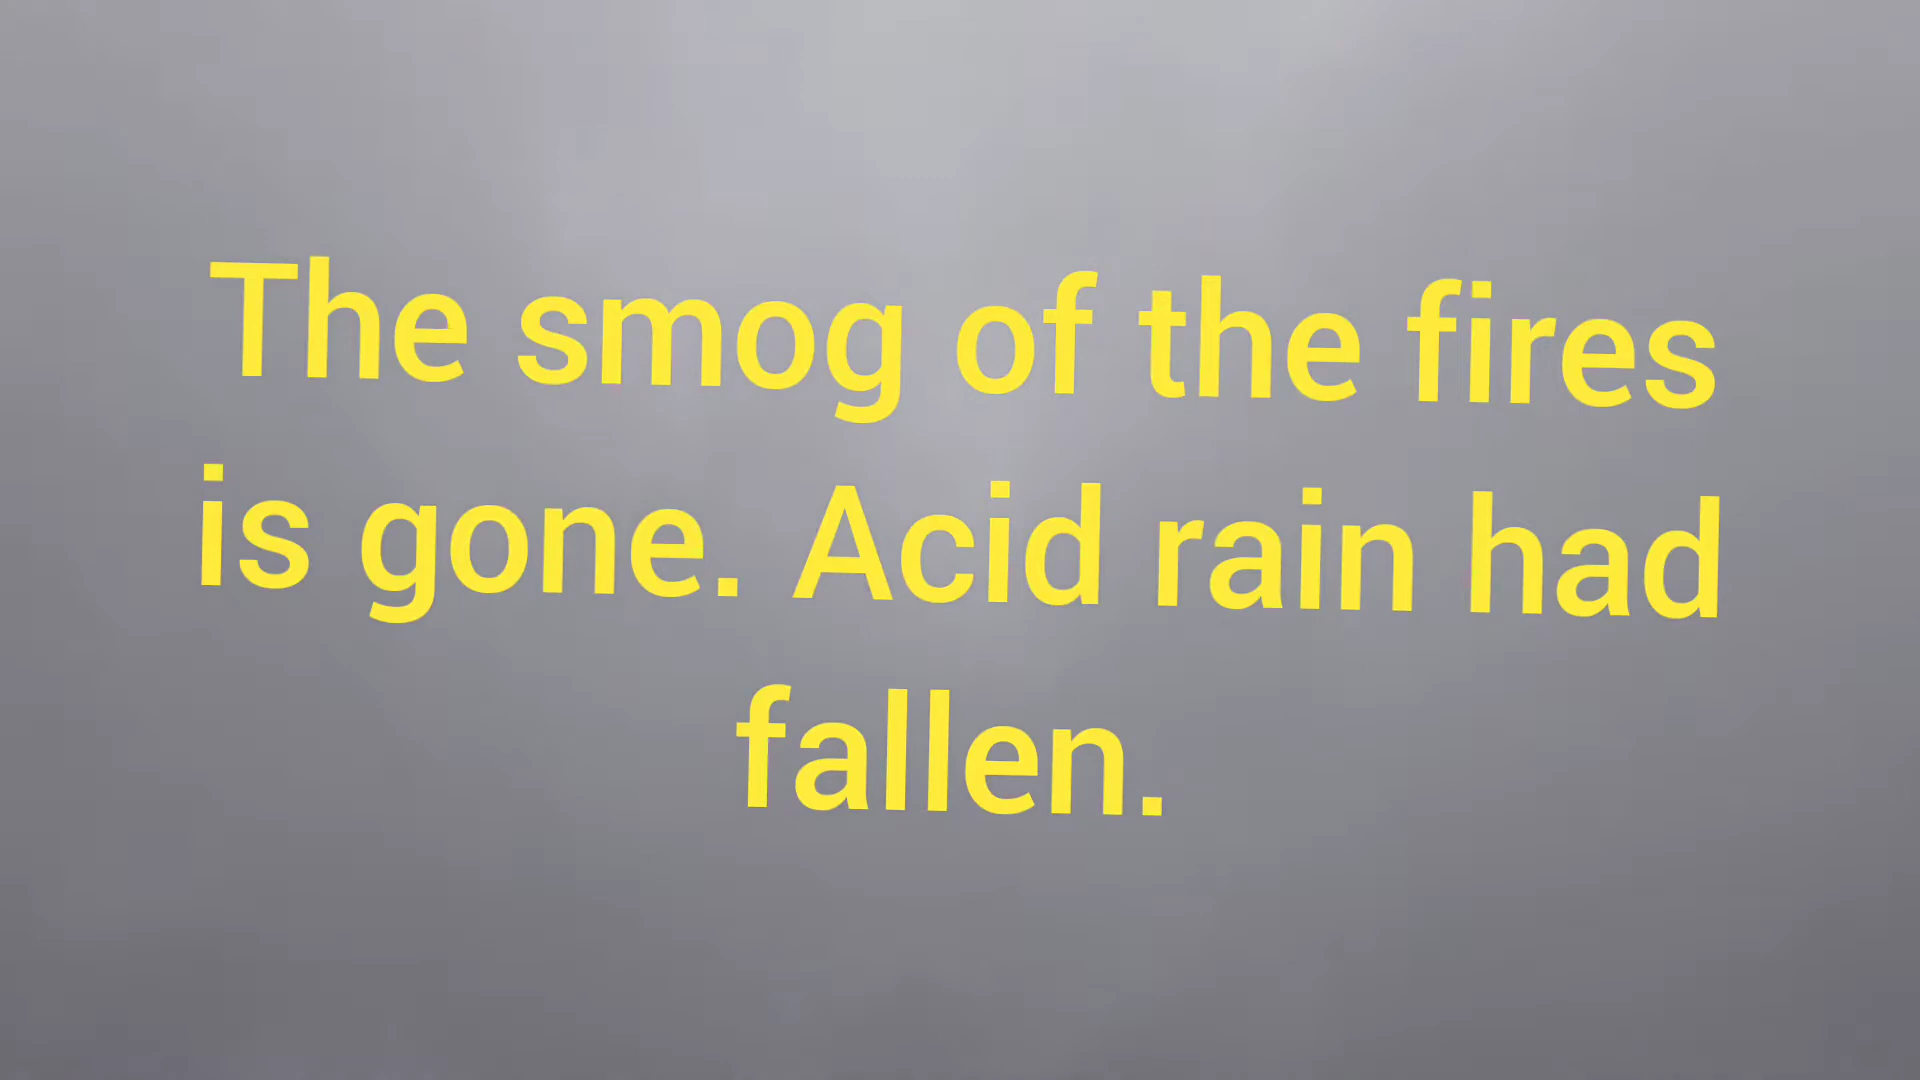 The smog of the fires
is gone. Acid rain had
fallen.